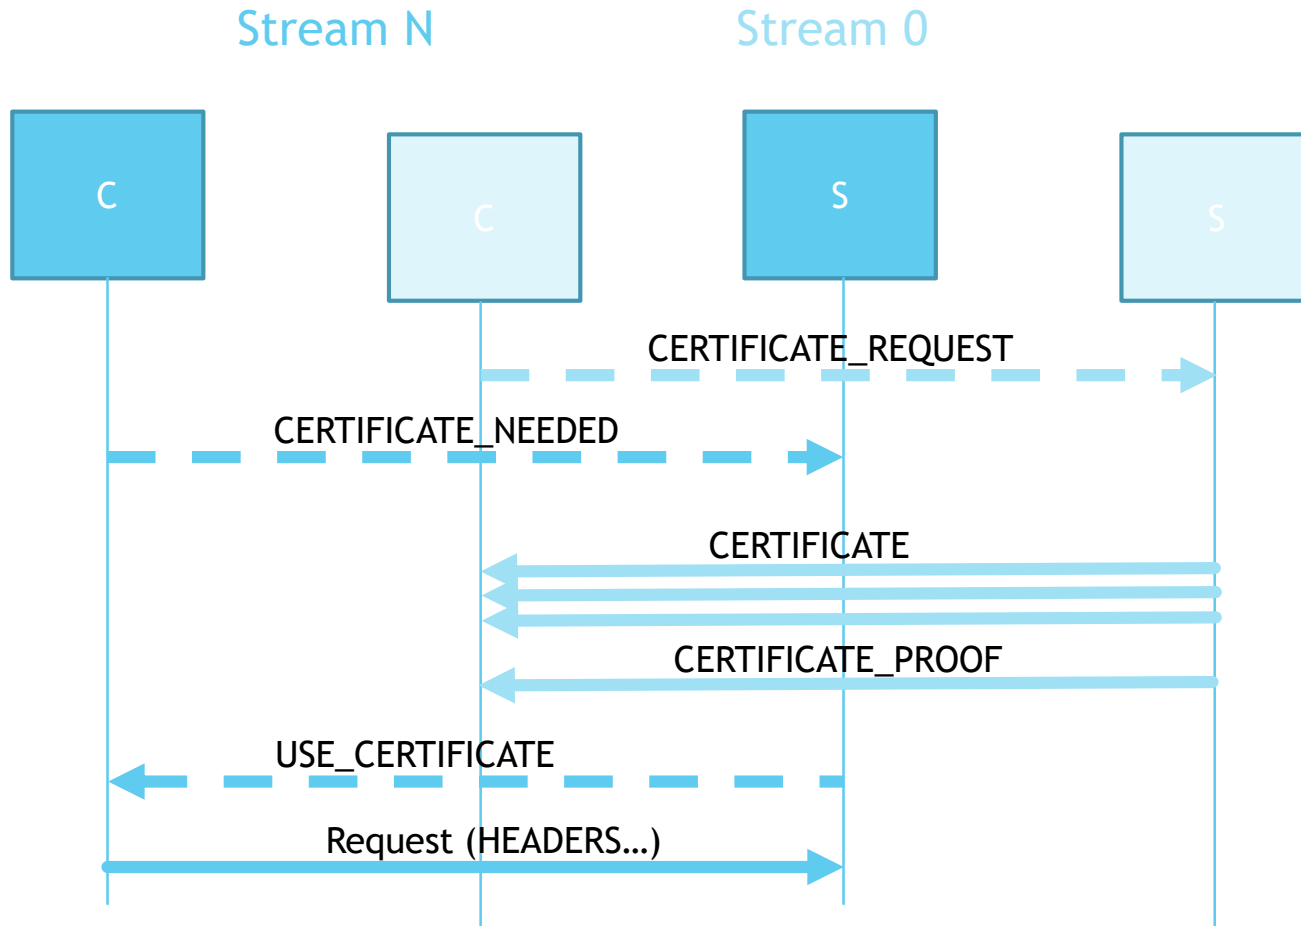 Stream N
Stream 0
C
C
S
S
CERTIFICATE_REQUEST
CERTIFICATE_NEEDED
CERTIFICATE
CERTIFICATE_PROOF
USE_CERTIFICATE
Request (HEADERS…)